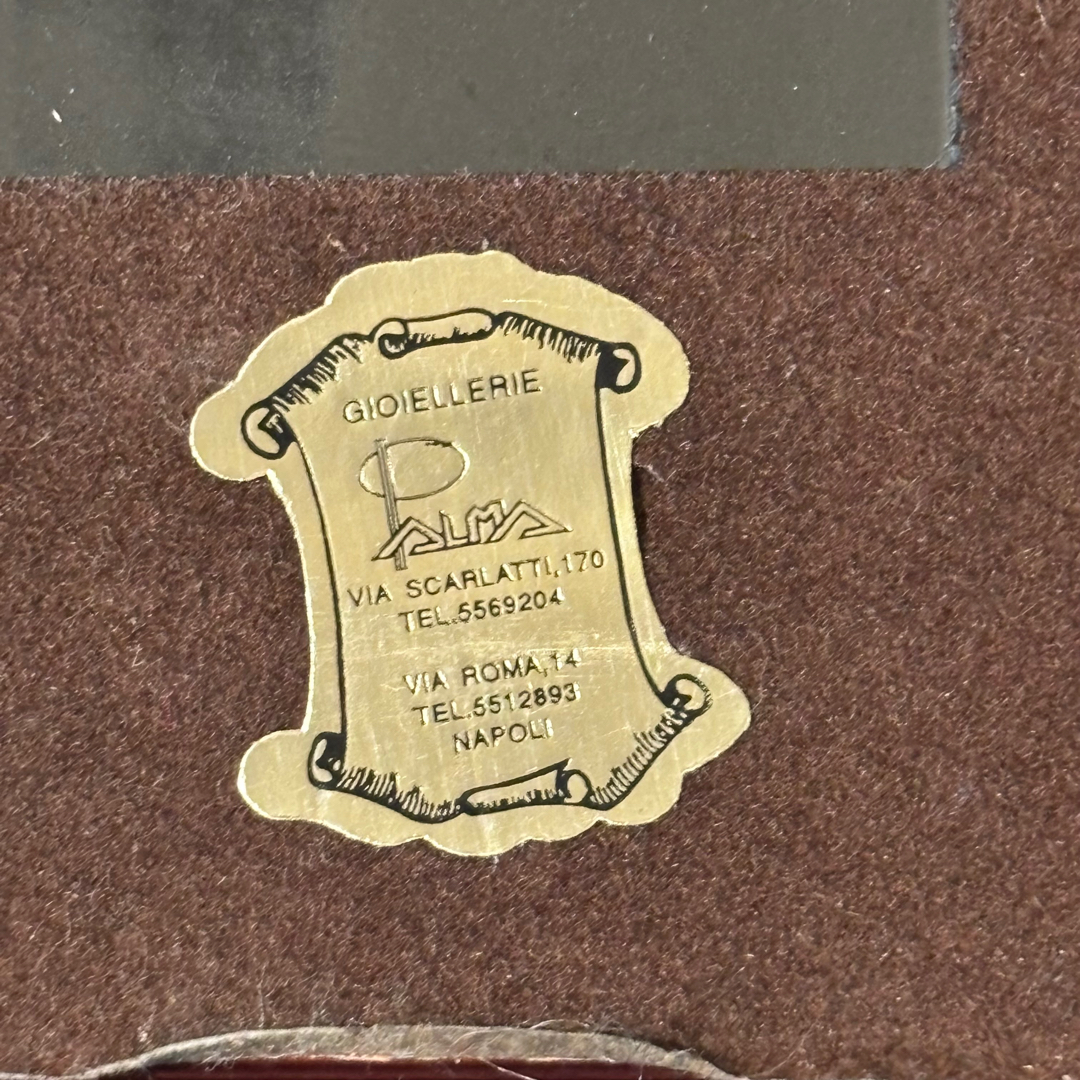 GIOIELLERIE
PALMA
VIA SCARLATTI,170
TEL.5569204
VIA ROMA,14
TEL.5512893
NAPOLI